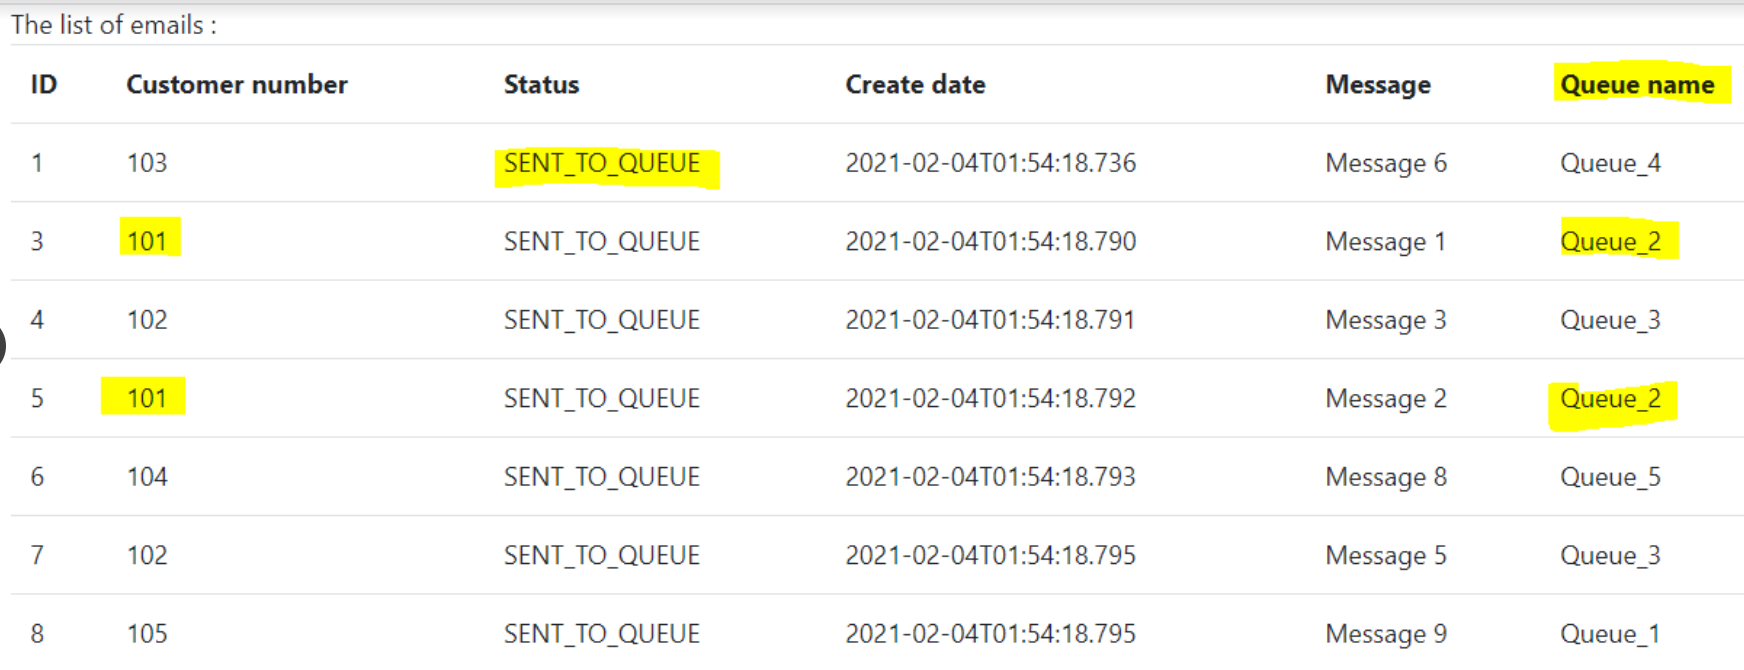 The list of emails :
ID Customer number Status Create date Message Queue name
1 103 SENT_TO_QUEUE 2021-02-04T01:54:18.736 Message 6 Queue_4
3 101 SENT_TO_QUEUE 2021-02-04T01:54:18.790 Message 1 Queue_2
4 102 SENT_TO_QUEUE 2021-02-04T01:54:18.791 Message 3 Queue_3
5 101 SENT_TO_QUEUE 2021-02-04T01:54:18.792 Message 2 Queue_2
6 104 SENT_TO_QUEUE 2021-02-04T01:54:18.793 Message 8 Queue_5
7 102 SENT_TO_QUEUE 2021-02-04T01:54:18.795 Message 5 Queue_3
8 105 SENT_TO_QUEUE 2021-02-04T01:54:18.795 Message 9 Queue_1